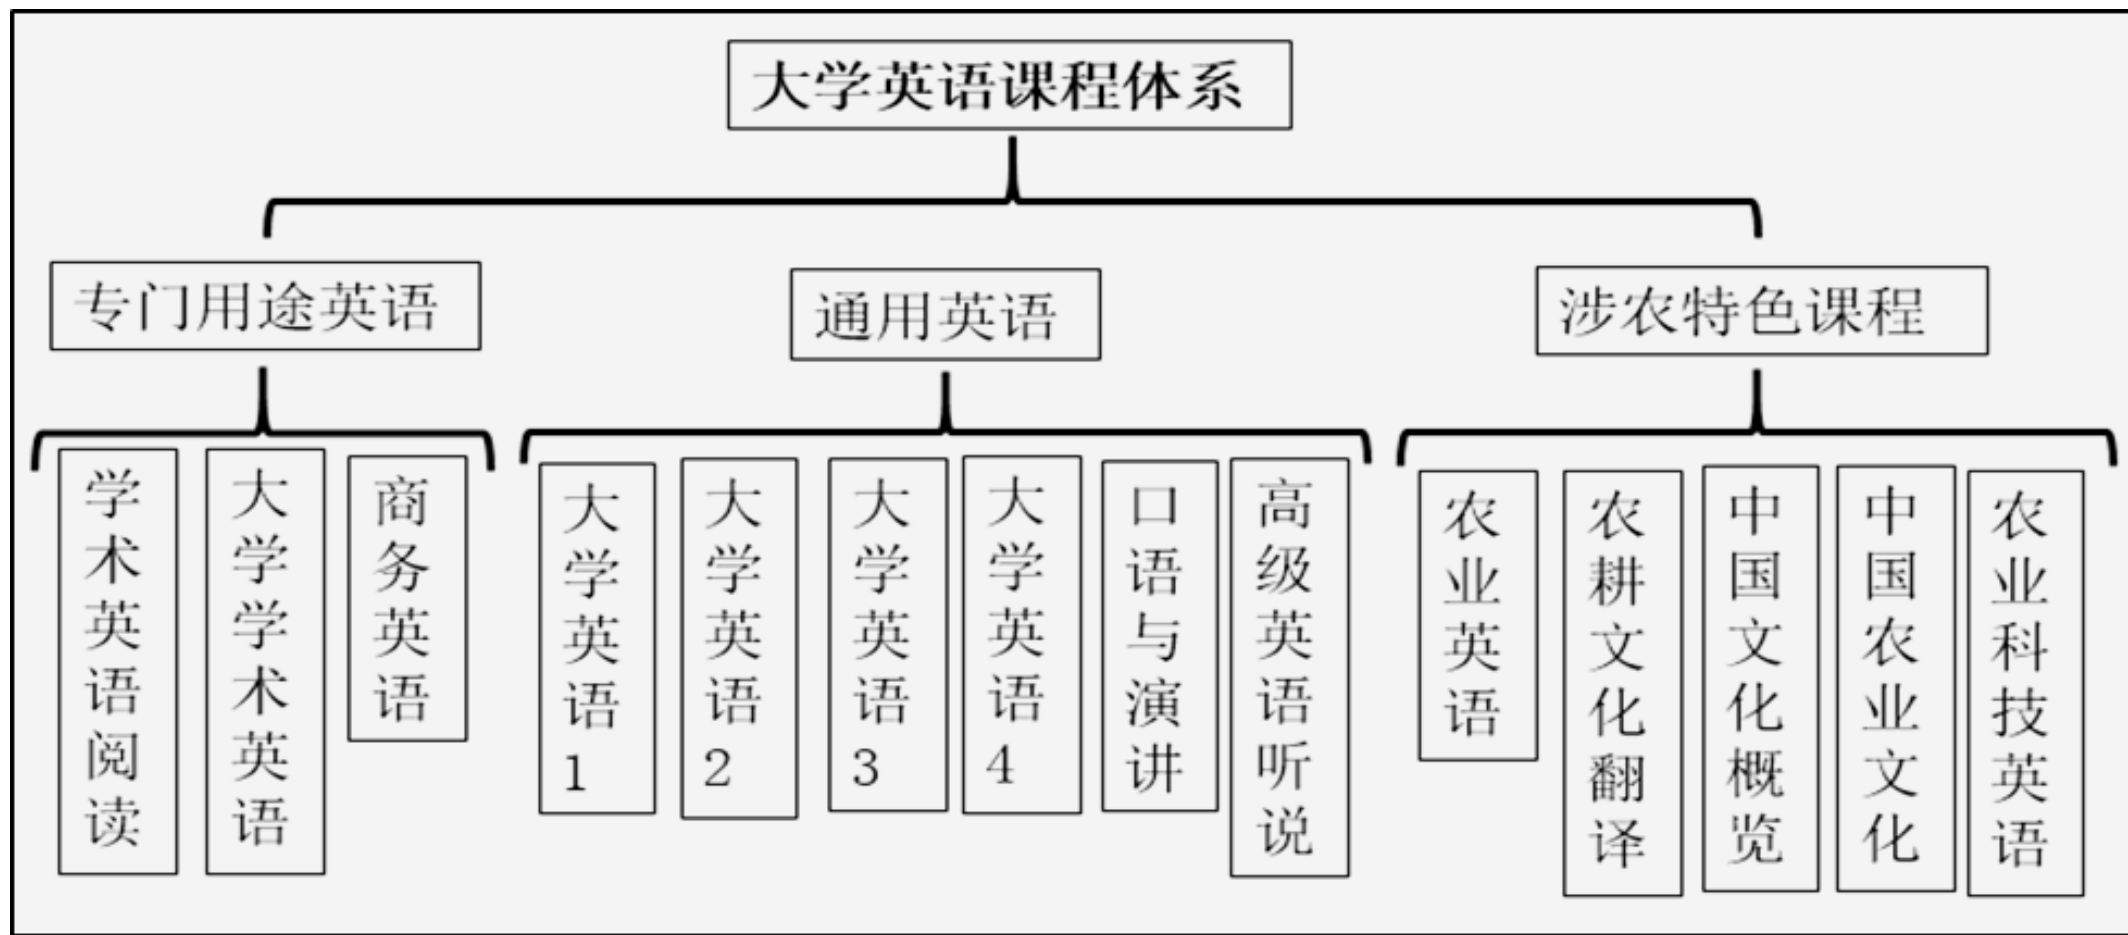 大学英语课程体系
专门用途英语
通用英语
涉农特色课程
学术英语阅读
大学学术英语
商务英语
大学英语1
大学英语2
大学英语3
大学英语4
口语与演讲
高级英语听说
农业英语
农耕文化翻译
中国文化概览
中国农业文化
农业科技英语